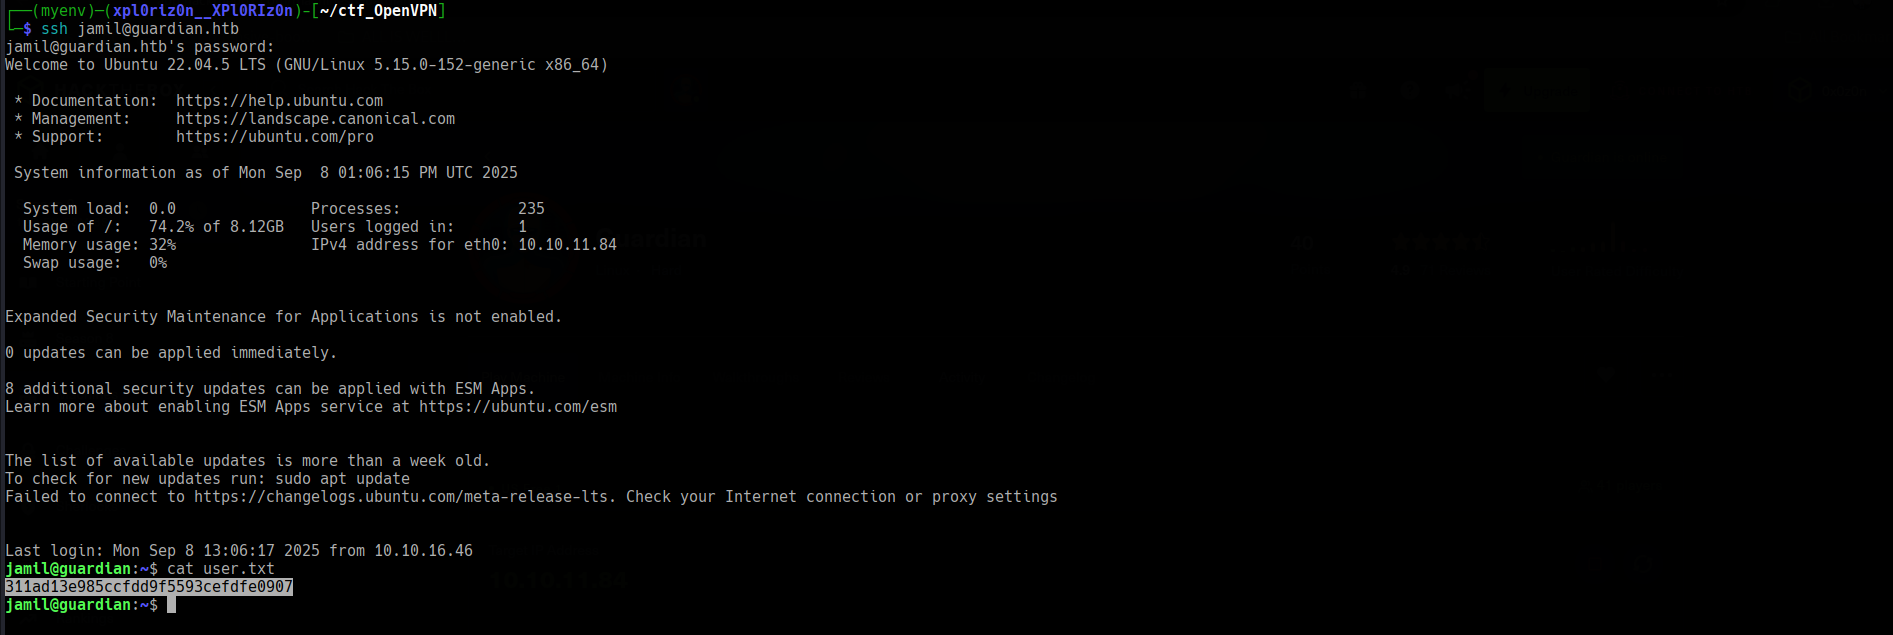 ┌──(myenv)─(xpl0riz0n__XPl0RIz0n)-[~/ctf_OpenVPN]
└─$ ssh jamil@guardian.htb
jamil@guardian.htb's password:
Welcome to Ubuntu 22.04.5 LTS (GNU/Linux 5.15.0-152-generic x86_64)
* Documentation:  https://help.ubuntu.com
* Management:     https://landscape.canonical.com
* Support:        https://ubuntu.com/pro
System information as of Mon Sep  8 01:06:15 PM UTC 2025
System load:  0.0               Processes:             235
Usage of /:   74.2% of 8.12GB   Users logged in:       1
Memory usage: 32%               IPv4 address for eth0: 10.10.11.84
Swap usage:   0%
Expanded Security Maintenance for Applications is not enabled.
0 updates can be applied immediately.
8 additional security updates can be applied with ESM Apps.
Learn more about enabling ESM Apps service at https://ubuntu.com/esm
The list of available updates is more than a week old.
To check for new updates run: sudo apt update
Failed to connect to https://changelogs.ubuntu.com/meta-release-lts. Check your Internet connection or proxy settings
Last login: Mon Sep 8 13:06:17 2025 from 10.10.16.46
jamil@guardian:~$ cat user.txt
311ad13e985ccfdd9f5593cefdfe0907
jamil@guardian:~$